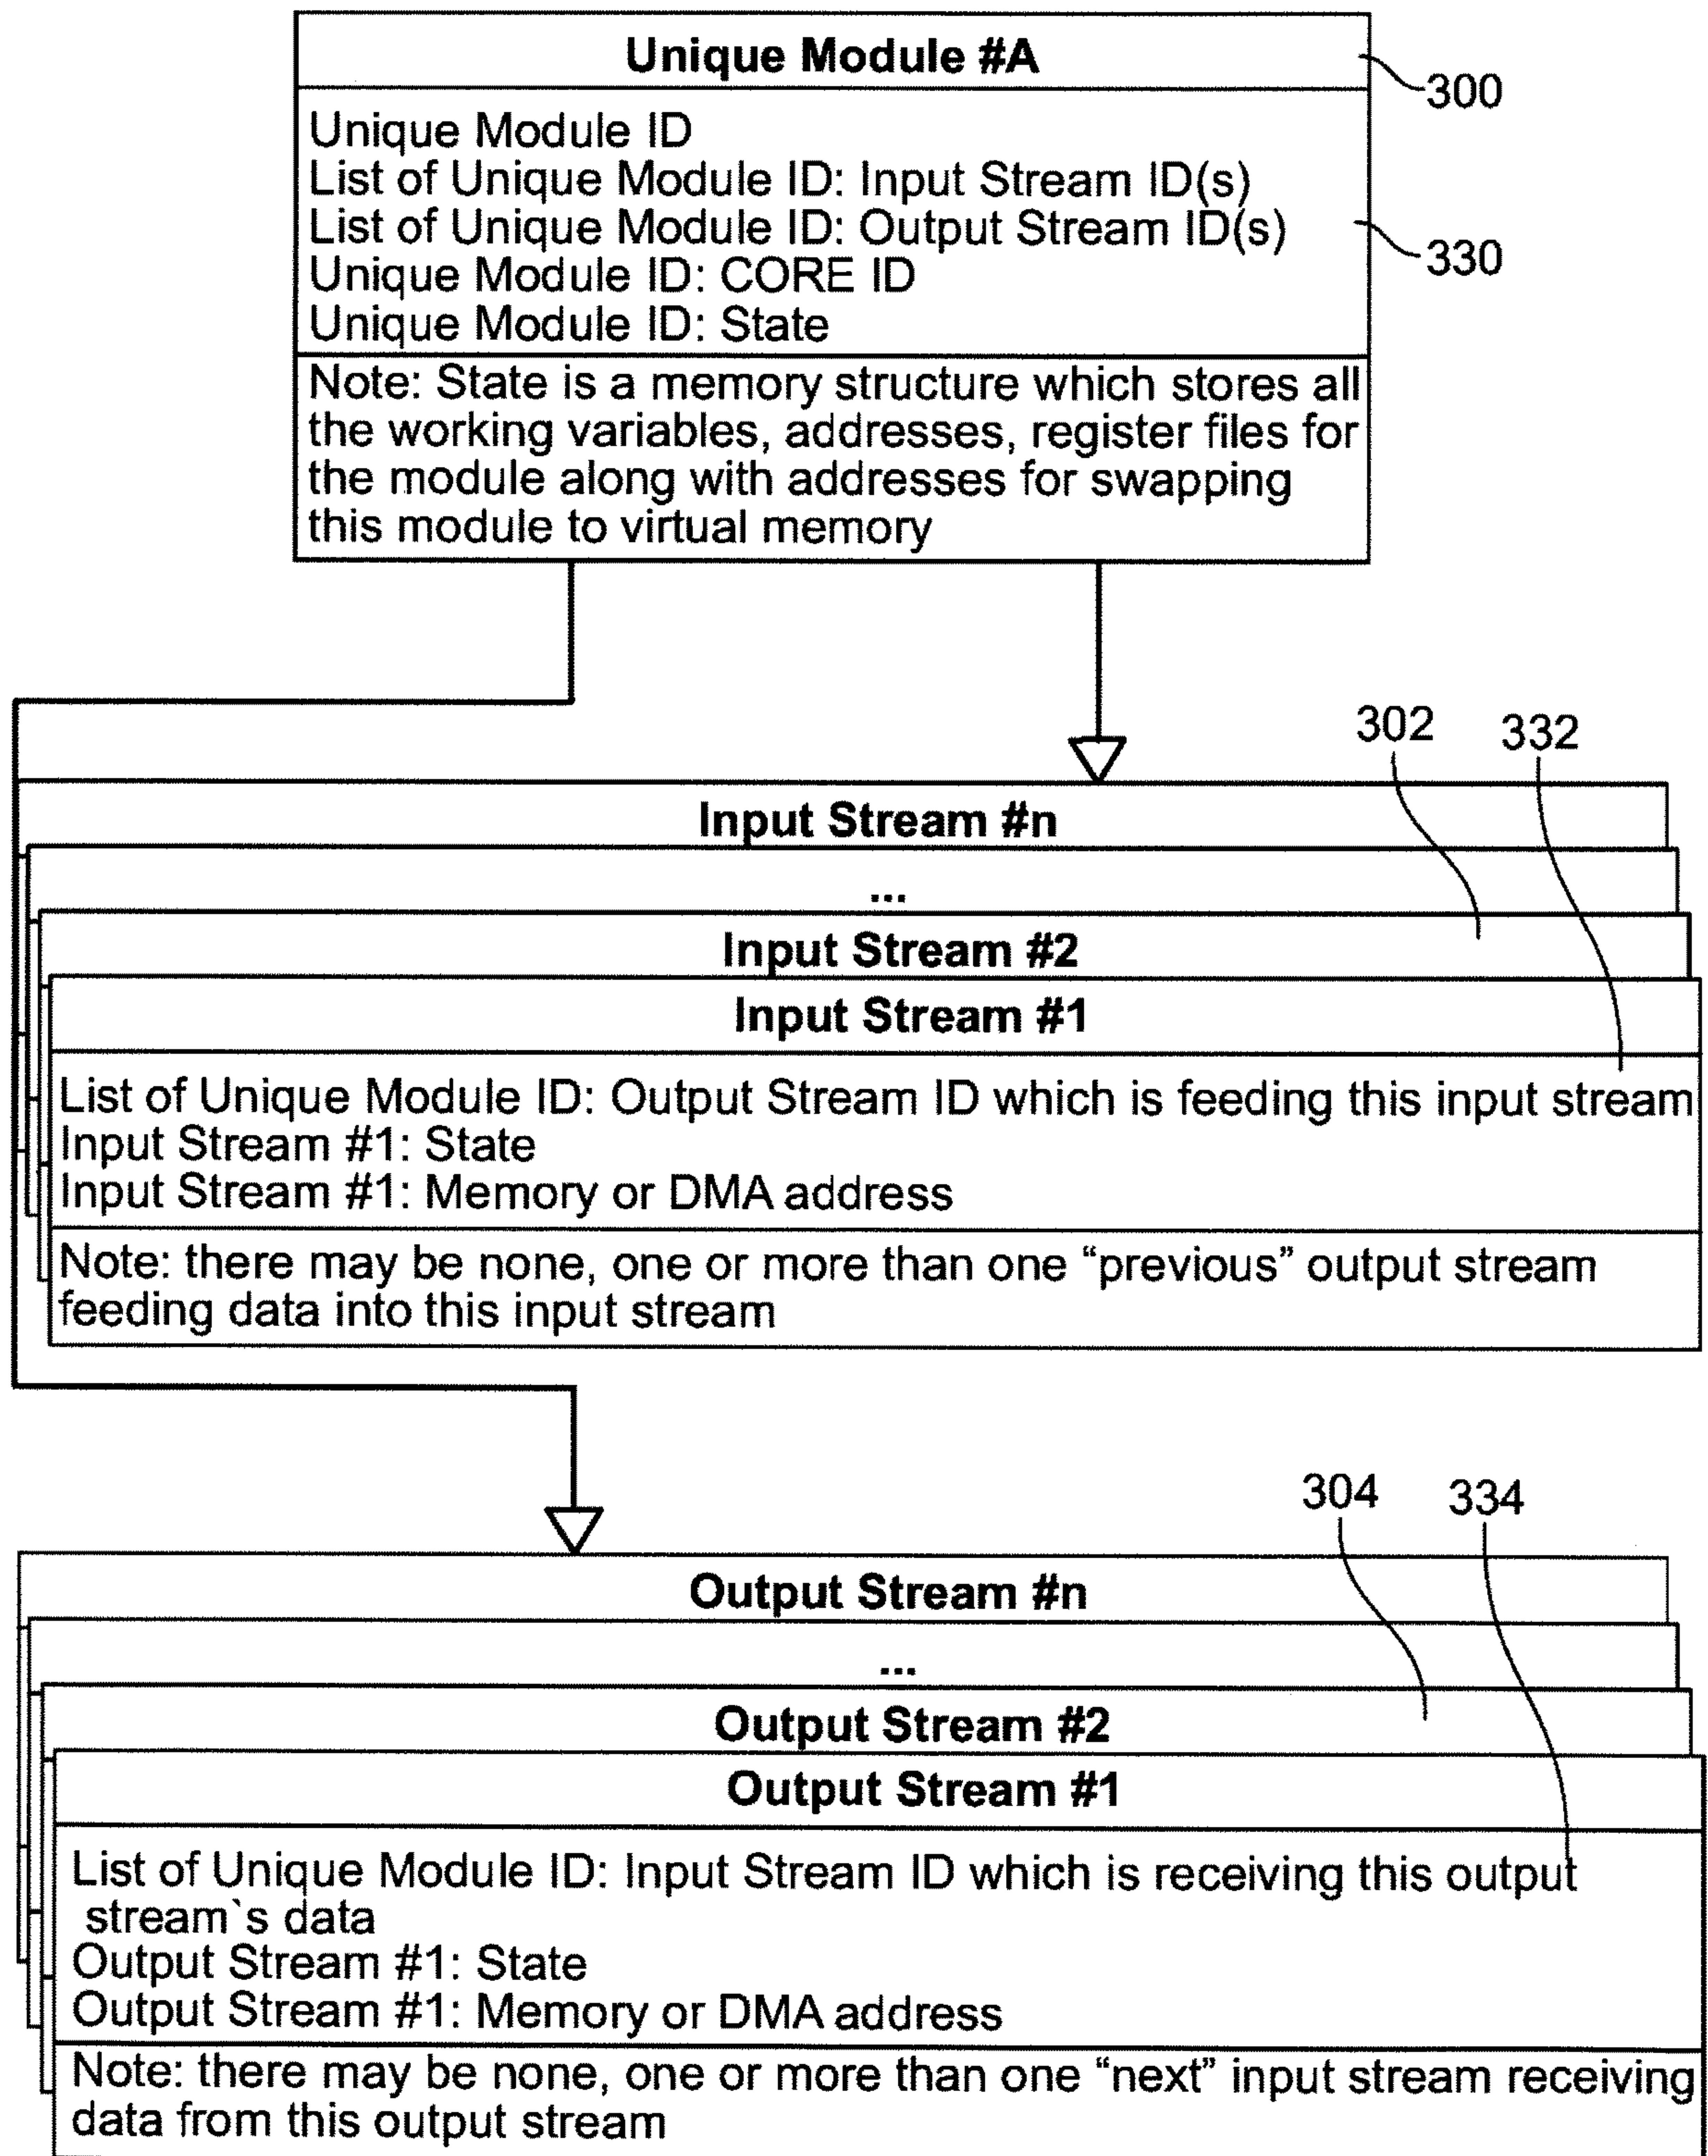 Unique Module #A
300
Unique Module ID
List of Unique Module ID: Input Stream ID(s)
List of Unique Module ID: Output Stream ID(s)
330
Unique Module ID: CORE ID
Unique Module ID: State
Note: State is a memory structure which stores all
the working variables, addresses, register files for
the module along with addresses for swapping
this module to virtual memory
302
332
Input Stream #n
...
Input Stream #2
Input Stream #1
List of Unique Module ID: Output Stream ID which is feeding this input stream
Input Stream #1: State
Input Stream #1: Memory or DMA address
Note: there may be none, one or more than one “previous” output stream
feeding data into this input stream
304
334
Output Stream #n
...
Output Stream #2
Output Stream #1
List of Unique Module ID: Input Stream ID which is receiving this output
stream`s data
Output Stream #1: State
Output Stream #1: Memory or DMA address
Note: there may be none, one or more than one “next” input stream receiving
data from this output stream